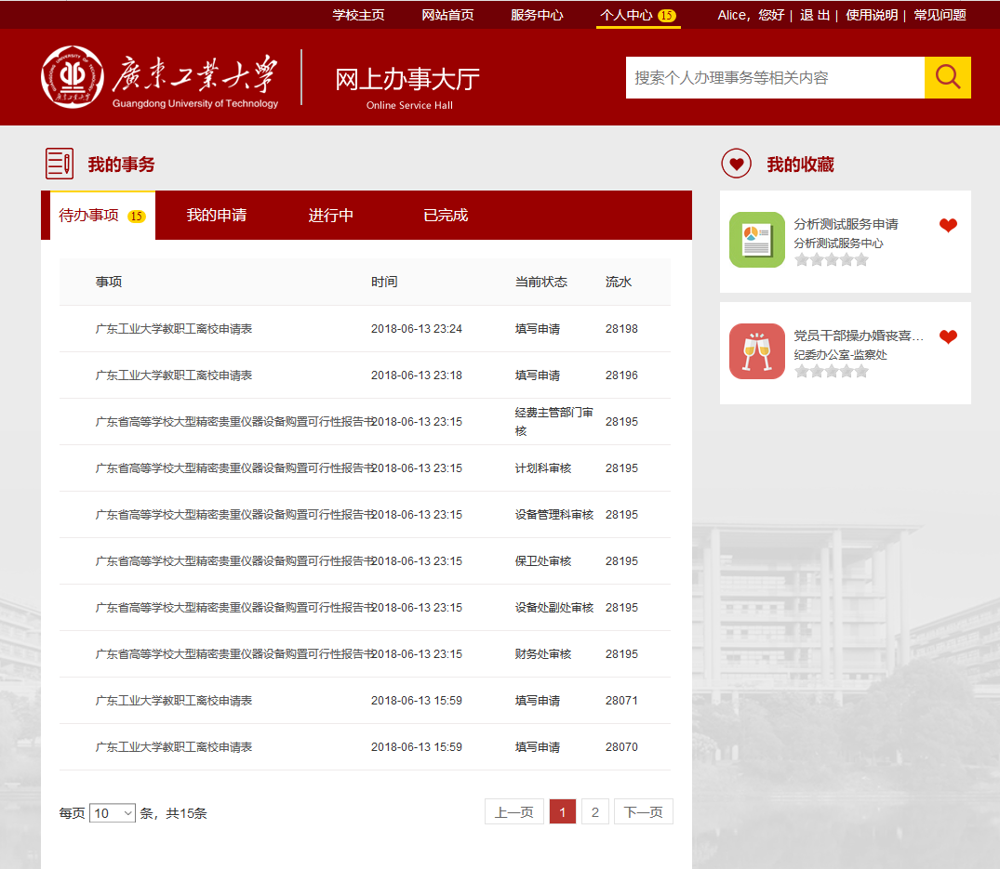 学校主页 网站首页 服务中心 个人中心 15 Alice，您好 | 退 出 | 使用说明 | 常见问题
廣東工業大學
Guangdong University of Technology
网上办事大厅
Online Service Hall
搜索个人办理事务等相关内容
我的事务
待办事项 15 我的申请 进行中 已完成
事项 时间 当前状态 流水
广东工业大学教职工离校申请表 2018-06-13 23:24 填写申请 28198
广东工业大学教职工离校申请表 2018-06-13 23:18 填写申请 28196
广东省高等学校大型精密贵重仪器设备购置可行性报告书 2018-06-13 23:15 经费主管部门审
核 28195
广东省高等学校大型精密贵重仪器设备购置可行性报告书 2018-06-13 23:15 计划科审核 28195
广东省高等学校大型精密贵重仪器设备购置可行性报告书 2018-06-13 23:15 设备管理科审核 28195
广东省高等学校大型精密贵重仪器设备购置可行性报告书 2018-06-13 23:15 保卫处审核 28195
广东省高等学校大型精密贵重仪器设备购置可行性报告书 2018-06-13 23:15 设备处副处审核 28195
广东省高等学校大型精密贵重仪器设备购置可行性报告书 2018-06-13 23:15 财务处审核 28195
广东工业大学教职工离校申请表 2018-06-13 15:59 填写申请 28071
广东工业大学教职工离校申请表 2018-06-13 15:59 填写申请 28070
每页 10 条，共15条 上一页 1 2 下一页
我的收藏
分析测试服务申请
分析测试服务中心
党员干部操办婚丧喜…
纪委办公室-监察处